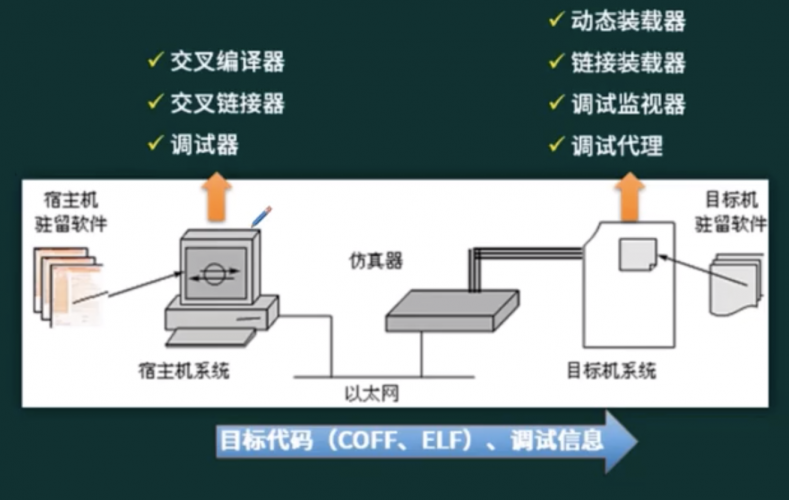 交叉编译器
交叉链接器
调试器
动态装载器
链接装载器
调试监视器
调试代理
宿主机
驻留软件
仿真器
目标机
驻留软件
宿主机系统
以太网
目标机系统
目标代码（COFF、ELF）、调试信息